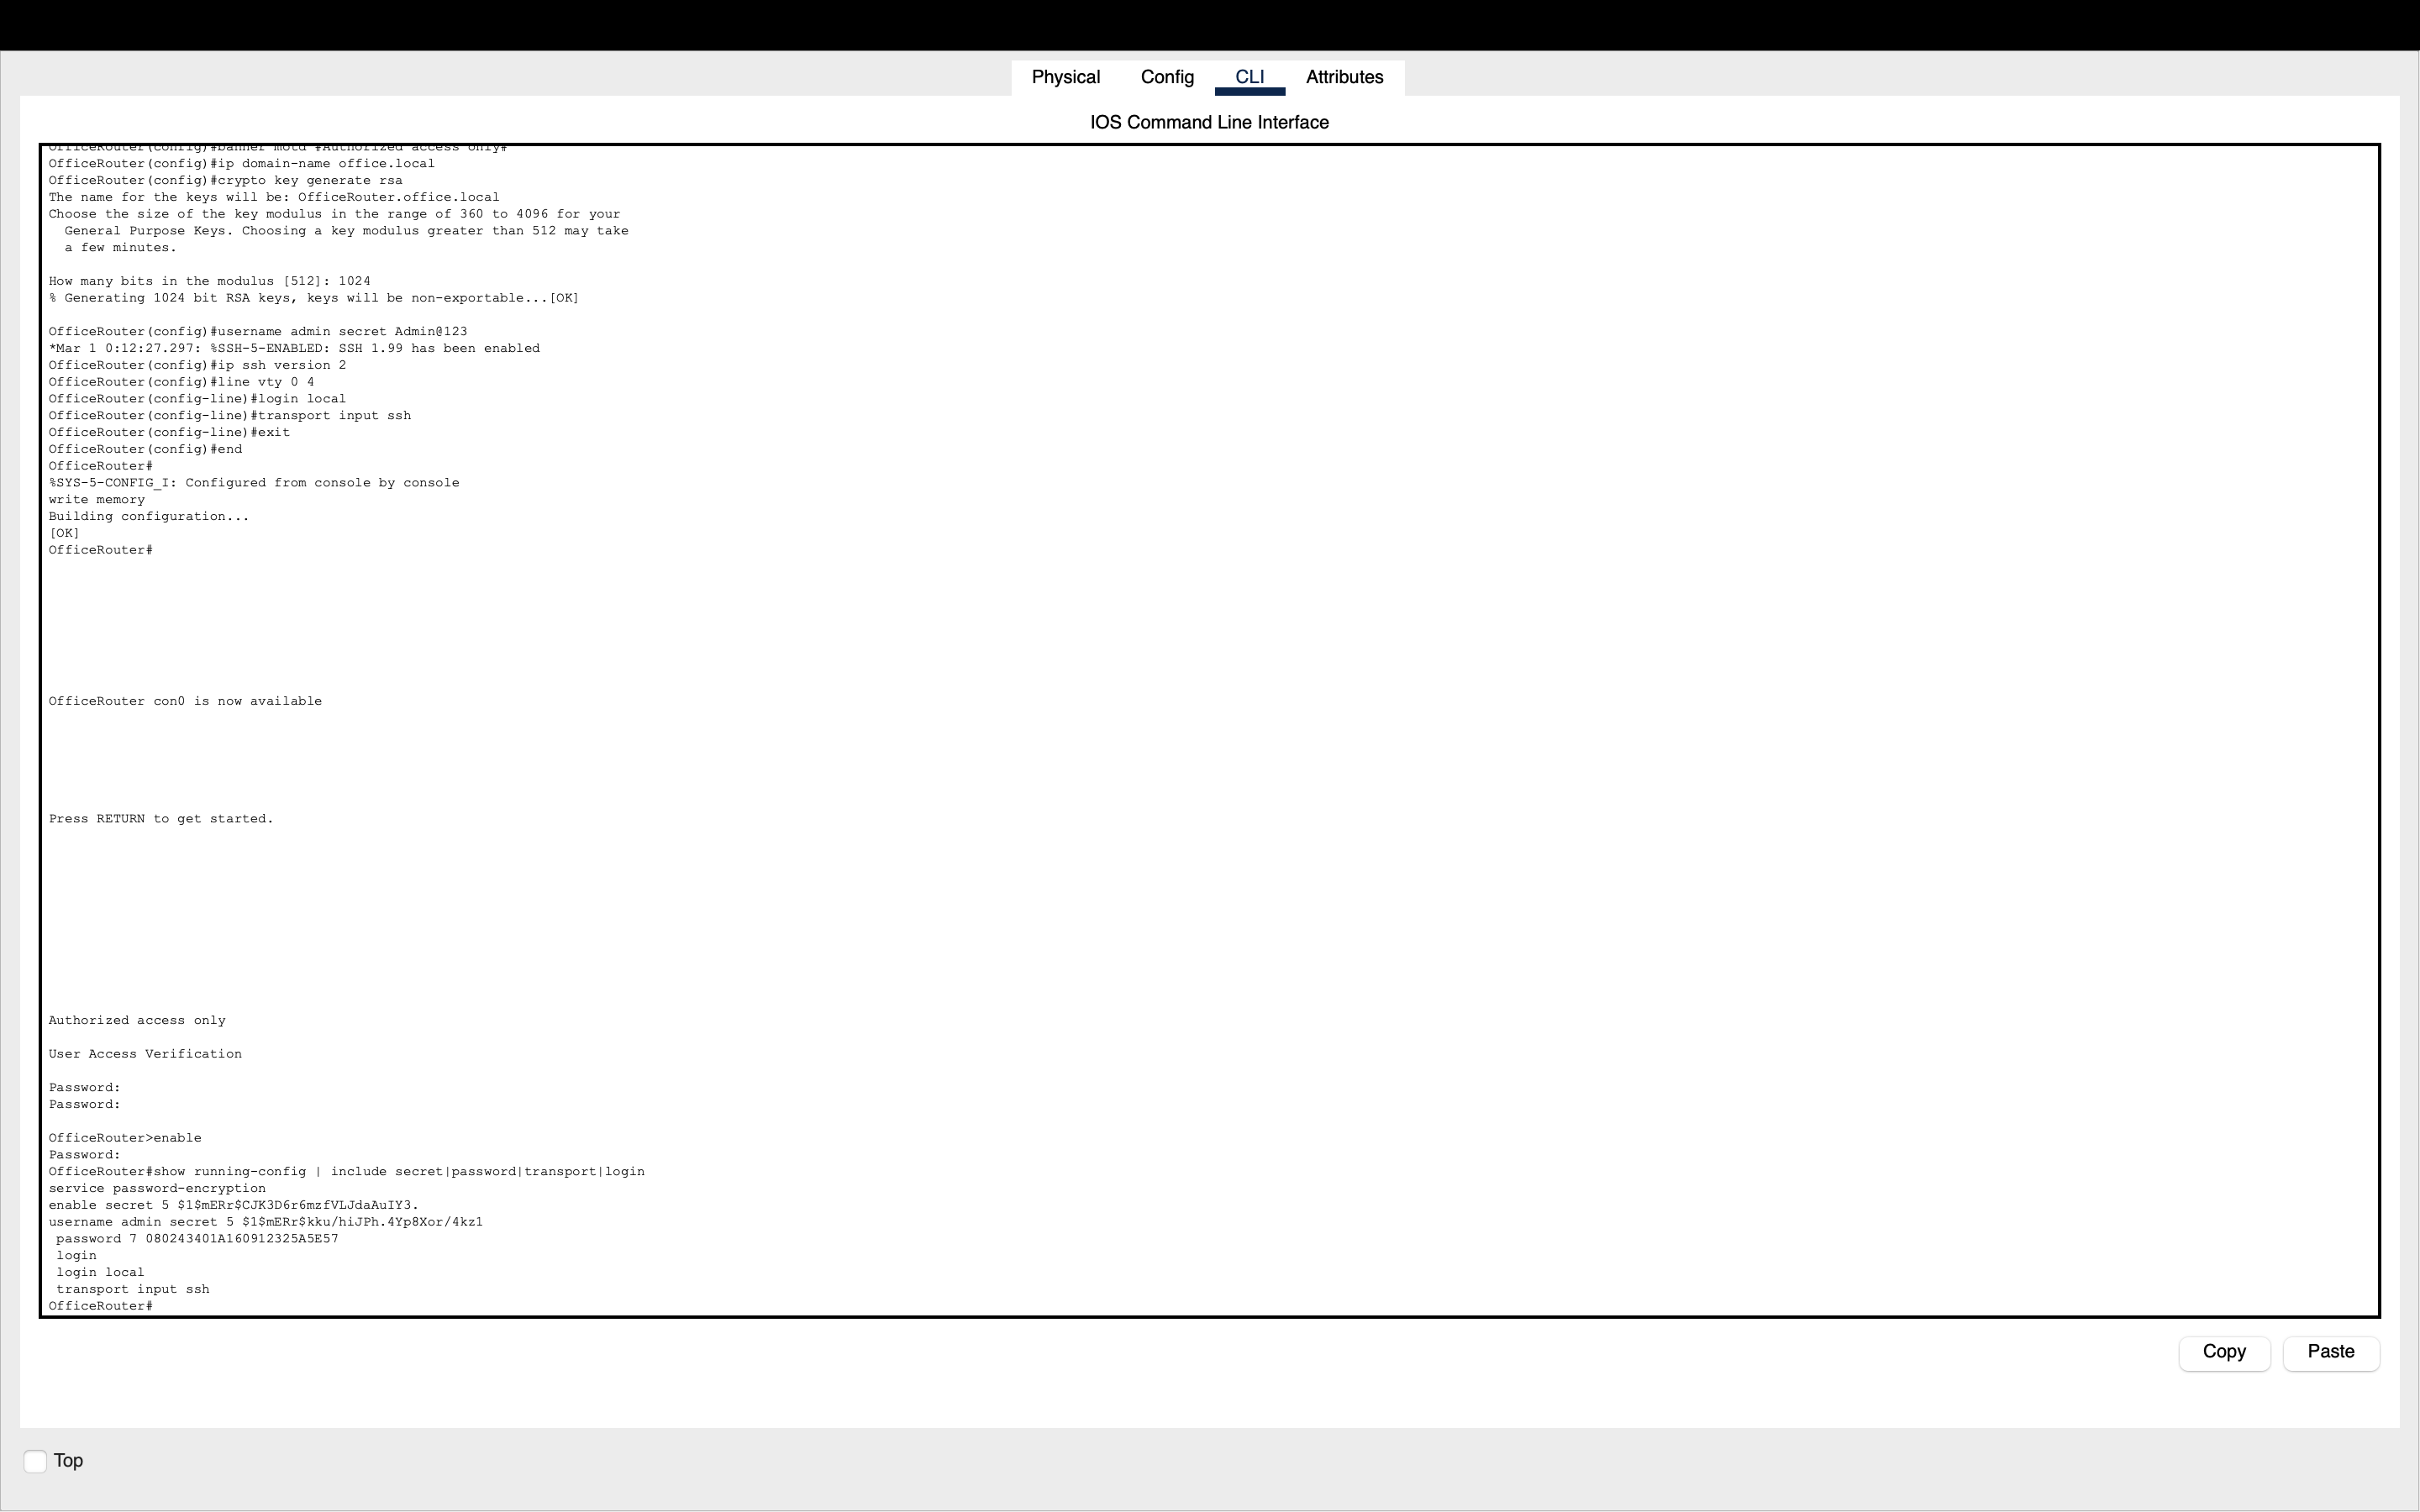 Physical Config CLI Attributes
IOS Command Line Interface
OfficeRouter(config)#banner motd #Authorized access only#
OfficeRouter(config)#ip domain-name office.local
OfficeRouter(config)#crypto key generate rsa
The name for the keys will be: OfficeRouter.office.local
Choose the size of the key modulus in the range of 360 to 4096 for your
  General Purpose Keys. Choosing a key modulus greater than 512 may take
  a few minutes.
How many bits in the modulus [512]: 1024
% Generating 1024 bit RSA keys, keys will be non-exportable...[OK]
OfficeRouter(config)#username admin secret Admin@123
*Mar 1 0:12:27.297: %SSH-5-ENABLED: SSH 1.99 has been enabled
OfficeRouter(config)#ip ssh version 2
OfficeRouter(config)#line vty 0 4
OfficeRouter(config-line)#login local
OfficeRouter(config-line)#transport input ssh
OfficeRouter(config-line)#exit
OfficeRouter(config)#end
OfficeRouter#
%SYS-5-CONFIG_I: Configured from console by console
write memory
Building configuration...
[OK]
OfficeRouter#
OfficeRouter con0 is now available
Press RETURN to get started.
Authorized access only
User Access Verification
Password:
Password:
OfficeRouter>enable
Password:
OfficeRouter#show running-config | include secret|password|transport|login
service password-encryption
enable secret 5 $1$mERr$CJK3D6r6mzfVLJdaAuIY3.
username admin secret 5 $1$mERr$kku/hiJPh.4Yp8Xor/4kz1
 password 7 080243401A160912325A5E57
 login
 login local
 transport input ssh
OfficeRouter#
Copy Paste
Top